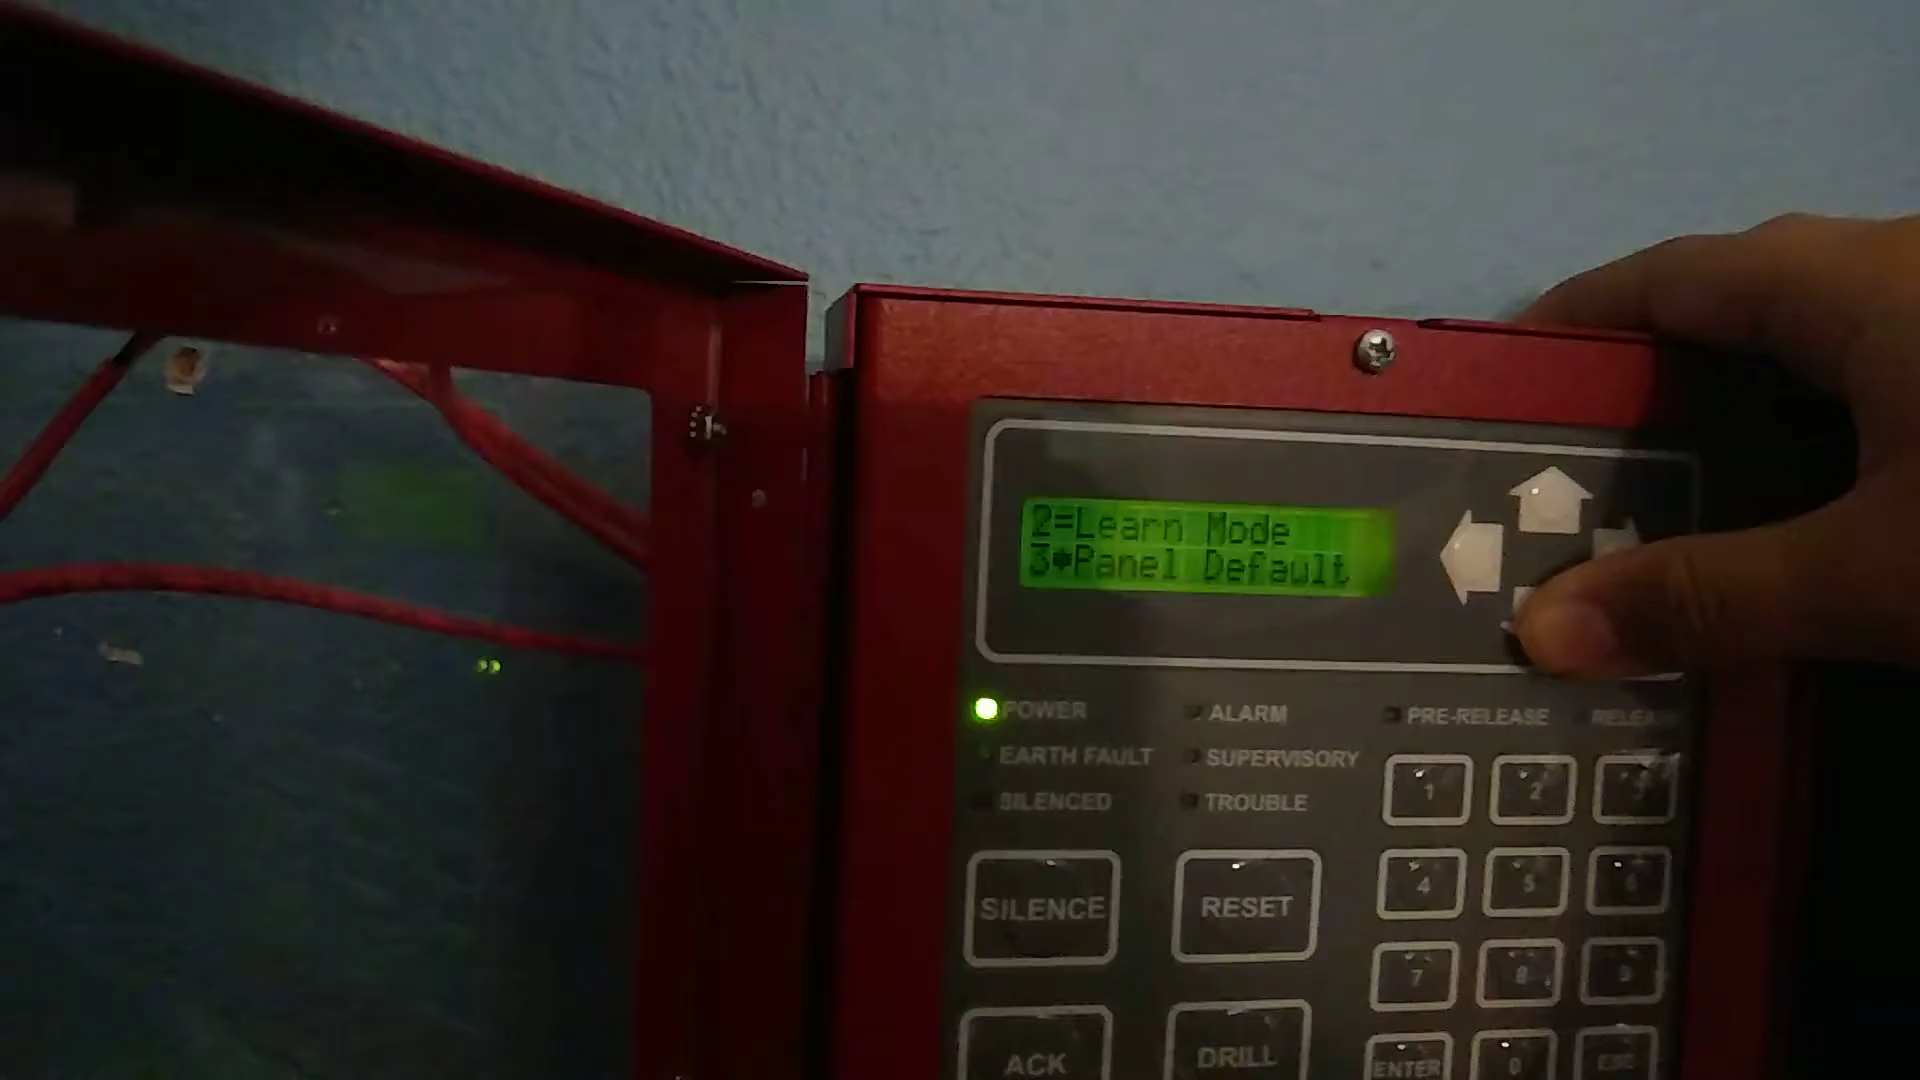 2=Learn Mode
3*Panel Default
POWER
ALARM
PRE-RELEASE
EARTH FAULT
SUPERVISORY
SILENCED
TROUBLE
1
2
3
4
5
6
7
8
9
SILENCE
RESET
ACK
DRILL
ENTER
0
ESC